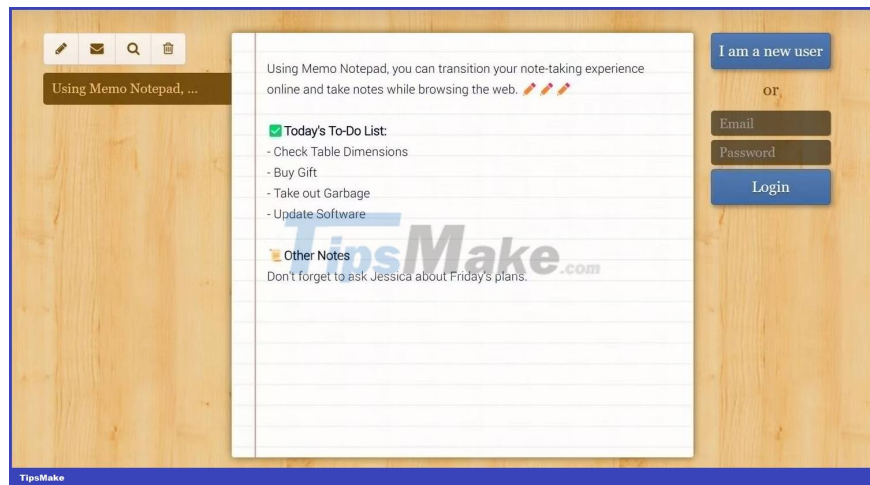 Using Memo Notepad, ...
Using Memo Notepad, you can transition your note-taking experience
online and take notes while browsing the web.
Today's To-Do List:
- Check Table Dimensions
- Buy Gift
- Take out Garbage
- Update Software
Other Notes
Don't forget to ask Jessica about Friday's plans.
TipsMake.com
I am a new user
or
Email
Password
Login
TipsMake